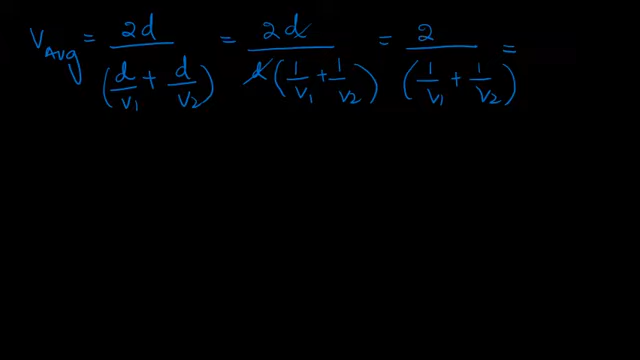 V_Avg = 2d / (d/v₁ + d/v₂) = 2d / d(1/v₁ + 1/v₂) = 2 / (1/v₁ + 1/v₂) =